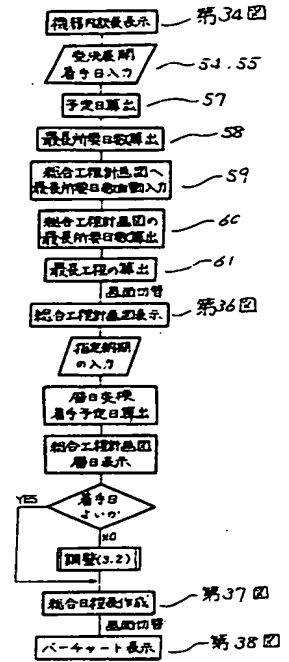 機器内訳表表示
第34図
受渋展開
着手日入力
54.55
予定日算出
57
最長所要日数算出
58
総合工程計画図へ
最長所要日数自動入力
59
総合工程計画図の
最長所要日数算出
60
最長工程の算出
61
画面切替
総合工程計画図表示
第36図
指定納期
の入力
暦日変換
着手予定日算出
総合工程計画図
暦日表示
着手日
よいか
YES
NO
調整(3.2)
総合日程表作成
第37図
画面切替
バーチャート表示
第38図